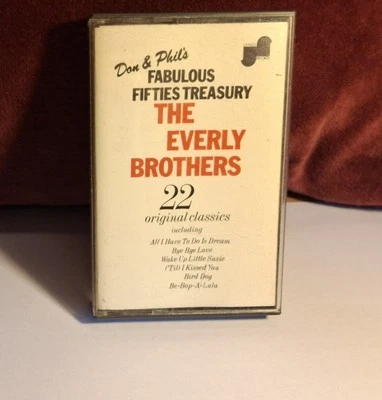 Don & Phil's
FABULOUS
FIFTIES TREASURY
THE
EVERLY
BROTHERS
22
original classics
including
All I Have To Do Is Dream
Bye Bye Love
Wake Up Little Susie
('Til) I Kissed You
Bird Dog
Be-Bop-A-Lula